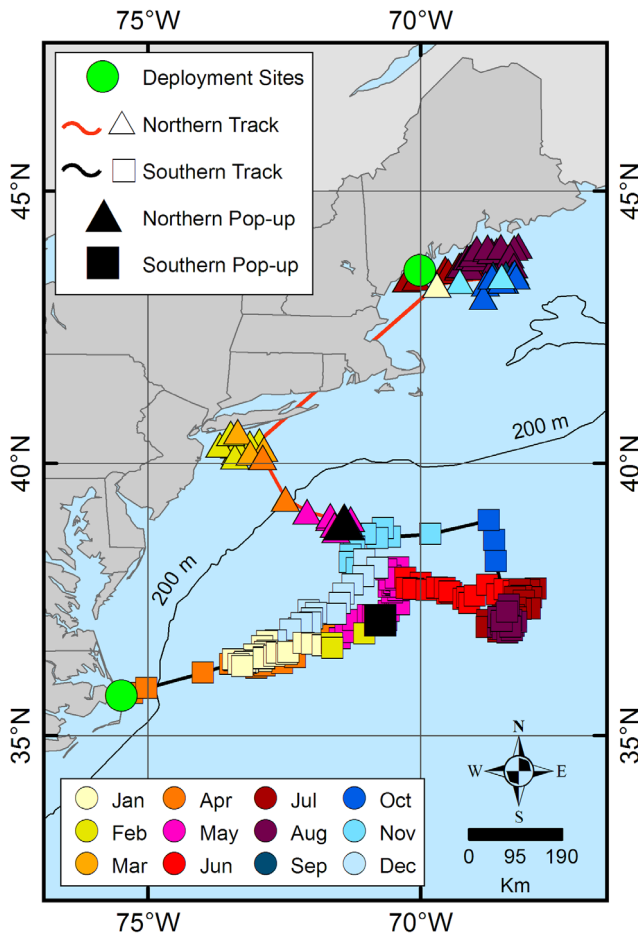 75°W 70°W
Deployment Sites
Northern Track
Southern Track
Northern Pop-up
Southern Pop-up
45°N 45°N
200 m
40°N 40°N
200 m
35°N 35°N
N
W E
S
Jan Apr Jul Oct
Feb May Aug Nov
Mar Jun Sep Dec
0 95 190
Km
75°W 70°W